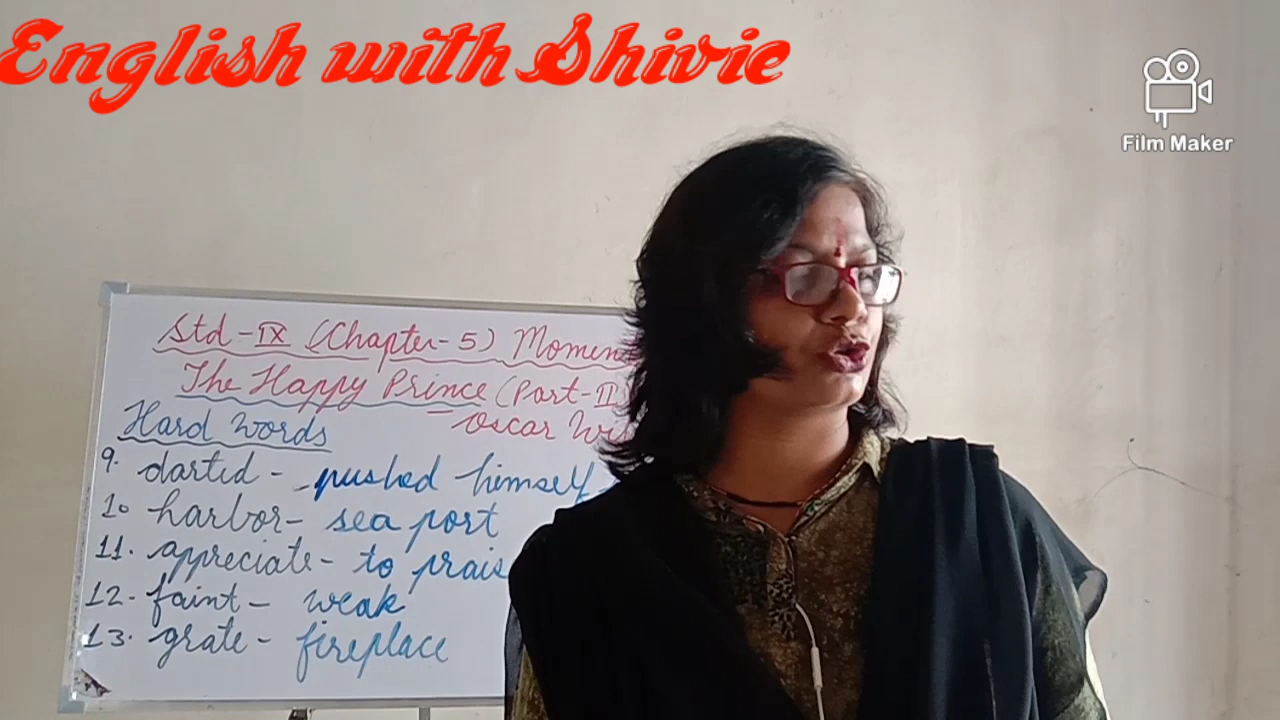 English with Shivie
Film Maker
Std-IX (Chapter-5) Momen
The Happy Prince (Part-II
- Oscar Wi
Hard Words
9. darted - pushed himself
10 harbor- sea port
11. appreciate- to prais
12- faint- weak
13. grate- fireplace